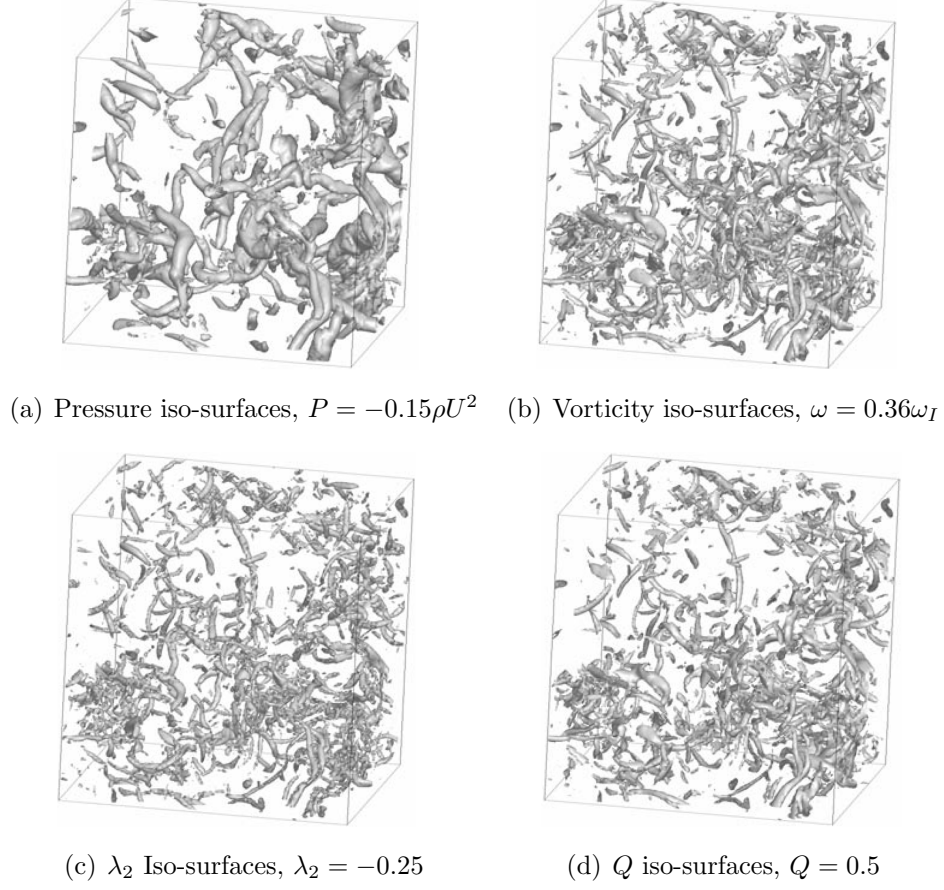 (a) Pressure iso-surfaces, P = −0.15ρU² (b) Vorticity iso-surfaces, ω = 0.36ω_I
(c) λ₂ Iso-surfaces, λ₂ = −0.25 (d) Q iso-surfaces, Q = 0.5